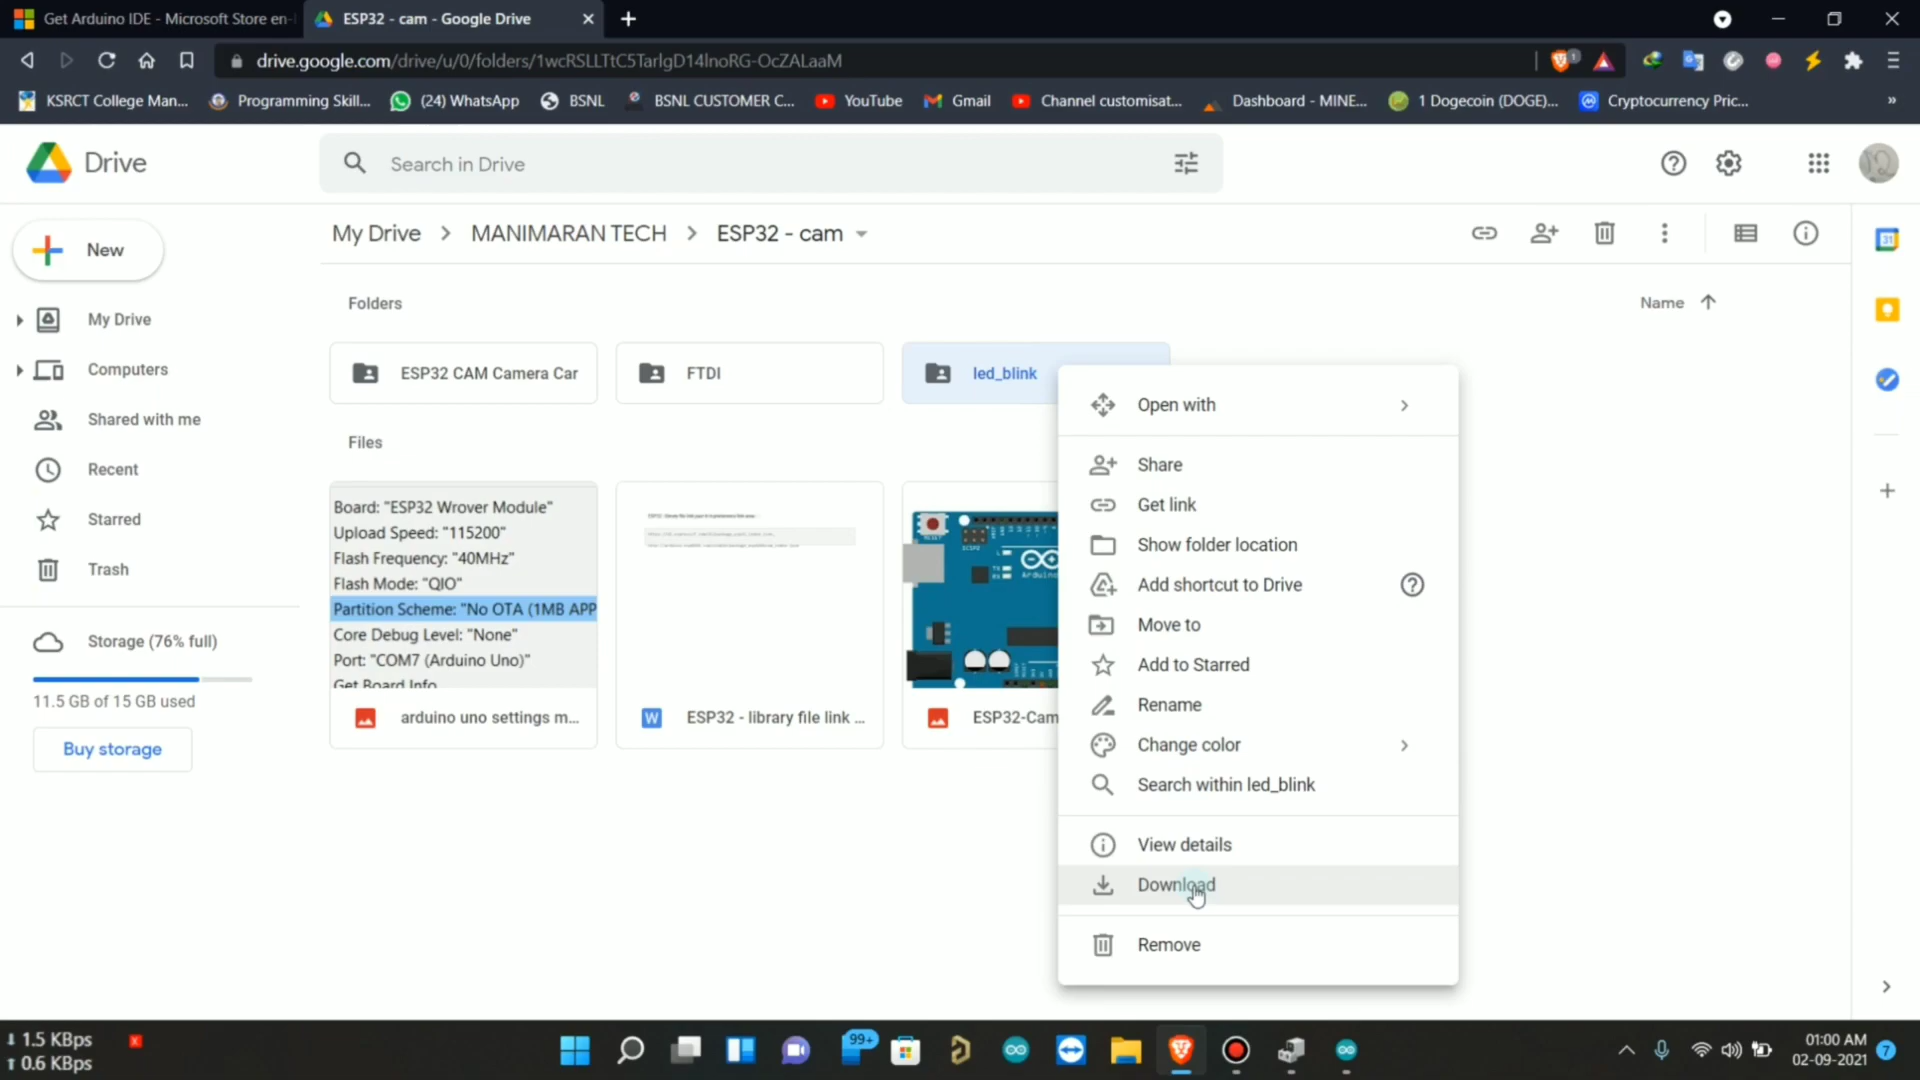 Get Arduino IDE - Microsoft Store en-
ESP32 - cam - Google Drive
drive.google.com/drive/u/0/folders/1wcRSLLTtC5TarlgD14lnoRG-OcZALaaM
KSRCT College Man...
Programming Skill...
(24) WhatsApp
BSNL
BSNL CUSTOMER C...
YouTube
Gmail
Channel customisat...
Dashboard - MINE...
1 Dogecoin (DOGE)...
Cryptocurrency Pric...
Drive
Search in Drive
New
My Drive
MANIMARAN TECH
ESP32 - cam
My Drive
Computers
Shared with me
Recent
Starred
Trash
Storage (76% full)
11.5 GB of 15 GB used
Buy storage
Folders
Name
ESP32 CAM Camera Car
FTDI
led_blink
Files
Board: "ESP32 Wrover Module"
Upload Speed: "115200"
Flash Frequency: "40MHz"
Flash Mode: "QIO"
Partition Scheme: "No OTA (1MB APP
Core Debug Level: "None"
Port: "COM7 (Arduino Uno)"
Get Board Info
arduino uno settings m...
ESP32 - library file link ...
ESP32-Cam
Open with
Share
Get link
Show folder location
Add shortcut to Drive
Move to
Add to Starred
Rename
Change color
Search within led_blink
View details
Download
Remove
31
1.5 KBps
0.6 KBps
99+
01:00 AM
02-09-2021
7